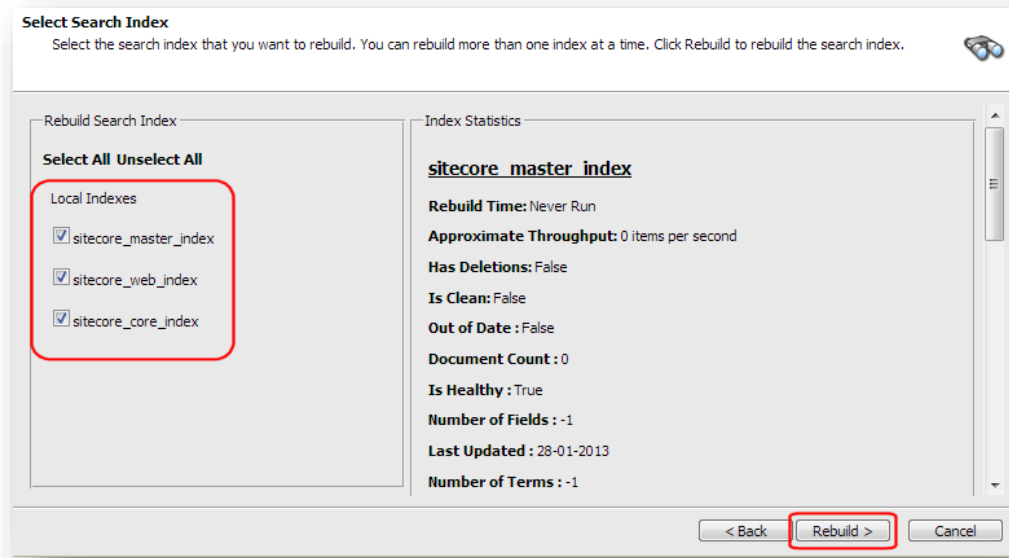 Select Search Index
Select the search index that you want to rebuild. You can rebuild more than one index at a time. Click Rebuild to rebuild the search index.
Rebuild Search Index
Select All Unselect All
Local Indexes
sitecore_master_index
sitecore_web_index
sitecore_core_index
Index Statistics
sitecore_master_index
Rebuild Time: Never Run
Approximate Throughput: 0 items per second
Has Deletions: False
Is Clean: False
Out of Date : False
Document Count : 0
Is Healthy : True
Number of Fields : -1
Last Updated : 28-01-2013
Number of Terms : -1
< Back
Rebuild >
Cancel